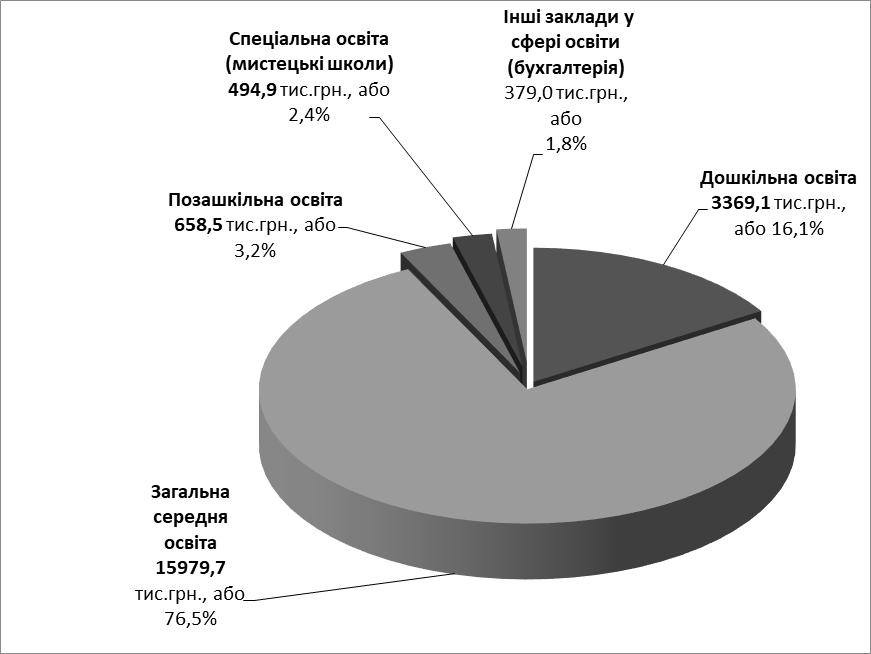 Інші заклади у
сфері освіти
(бухгалтерія)
379,0 тис.грн.,
або
1,8%
Спеціальна освіта
(мистецькі школи)
494,9 тис.грн., або
2,4%
Дошкільна освіта
3369,1 тис.грн.,
або 16,1%
Позашкільна освіта
658,5 тис.грн., або
3,2%
Загальна
середня
освіта
15979,7
тис.грн., або
76,5%